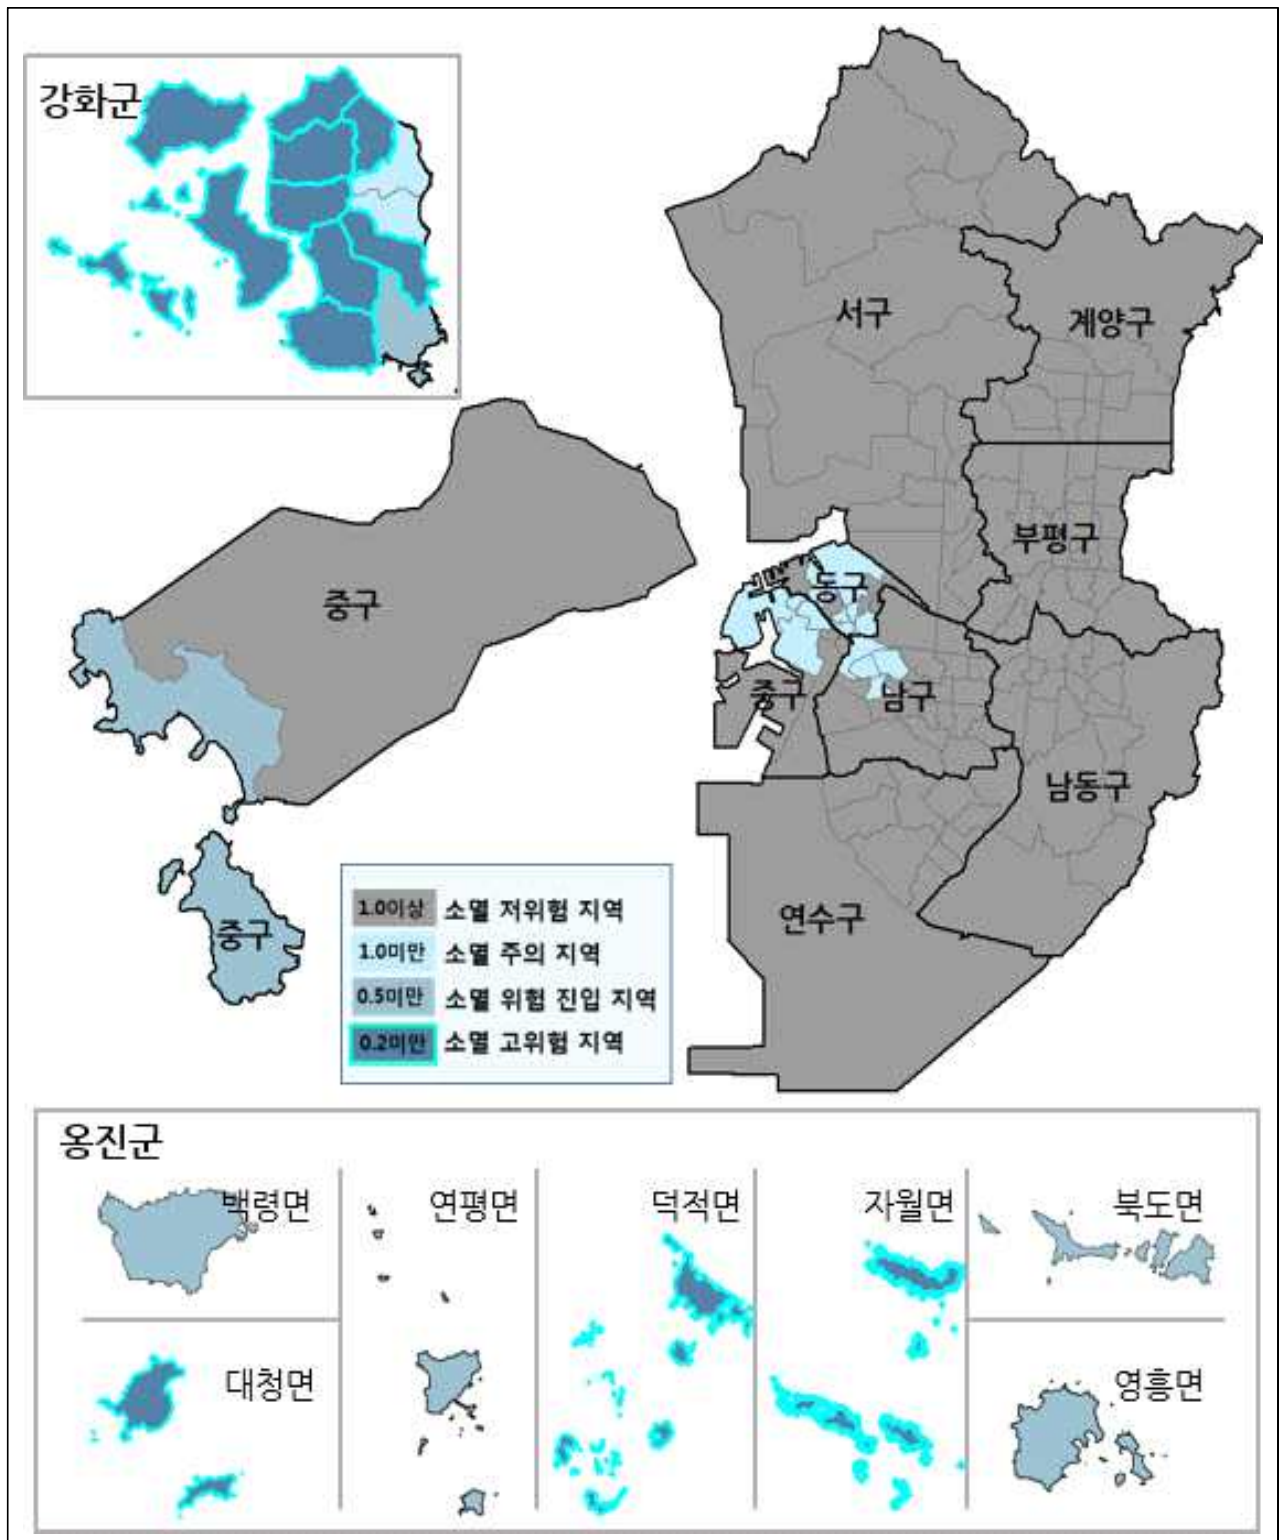 강화군
서구
계양구
부평구
중구
동구
중구
남구
남동구
중구
연수구
1.0이상 소멸 저위험 지역
1.0미만 소멸 주의 지역
0.5미만 소멸 위험 진입 지역
0.2미만 소멸 고위험 지역
옹진군
백령면
연평면
덕적면
자월면
북도면
대청면
영흥면